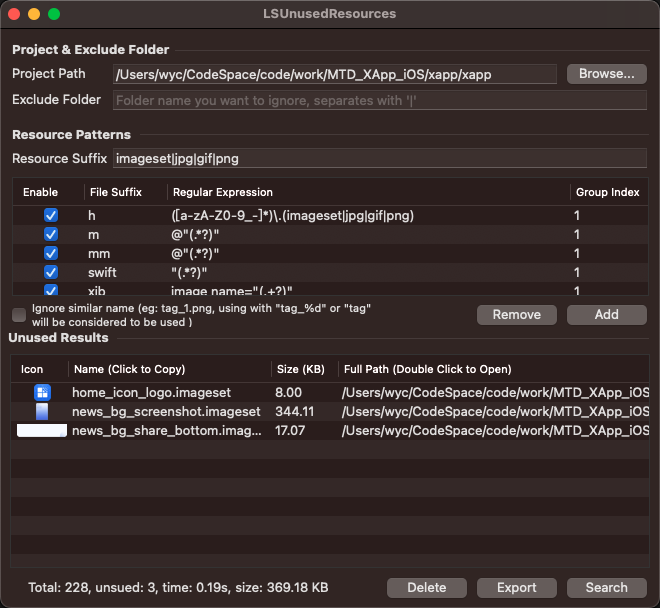 LSUnusedResources
Project & Exclude Folder
Project Path /Users/wyc/CodeSpace/code/work/MTD_XApp_iOS/xapp/xapp Browse...
Exclude Folder Folder name you want to ignore, separates with '|'
Resource Patterns
Resource Suffix imageset|jpg|gif|png
Enable File Suffix Regular Expression Group Index
h ([a-zA-Z0-9_-]*)\.(imageset|jpg|gif|png) 1
m @"(.*?)" 1
mm @"(.*?)" 1
swift "(.*?)" 1
xib image name="(.+?)" 1
Ignore similar name (eg: tag_1.png, using with "tag_%d" or "tag"
will be considered to be used )
Remove Add
Unused Results
Icon Name (Click to Copy) Size (KB) Full Path (Double Click to Open)
home_icon_logo.imageset 8.00 /Users/wyc/CodeSpace/code/work/MTD_XApp_iOS
news_bg_screenshot.imageset 344.11 /Users/wyc/CodeSpace/code/work/MTD_XApp_iOS
news_bg_share_bottom.imag... 17.07 /Users/wyc/CodeSpace/code/work/MTD_XApp_iOS
Total: 228, unsued: 3, time: 0.19s, size: 369.18 KB Delete Export Search